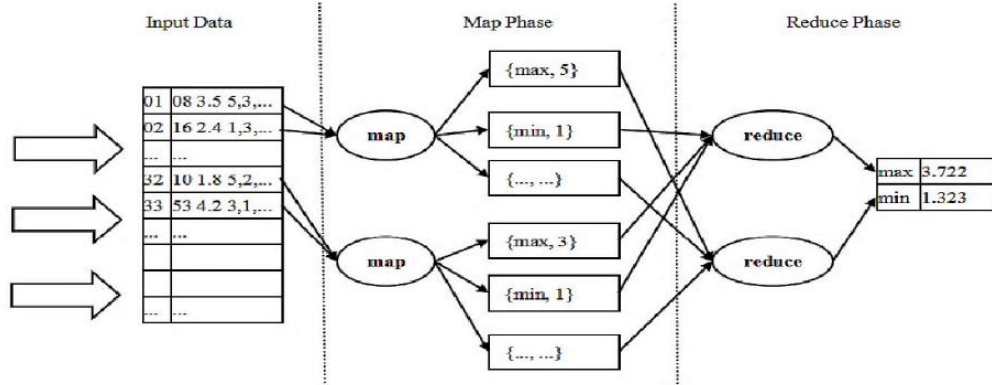 Input Data
Map Phase
Reduce Phase
01 08 3.5 5,3,...
02 16 2.4 1,3,...
... ...
32 10 1.8 5,2,...
33 53 4.2 3,1,...
... ...
... ...
map
map
{max, 5}
{min, 1}
{..., ...}
{max, 3}
{min, 1}
{..., ...}
reduce
reduce
max 3.722
min 1.323